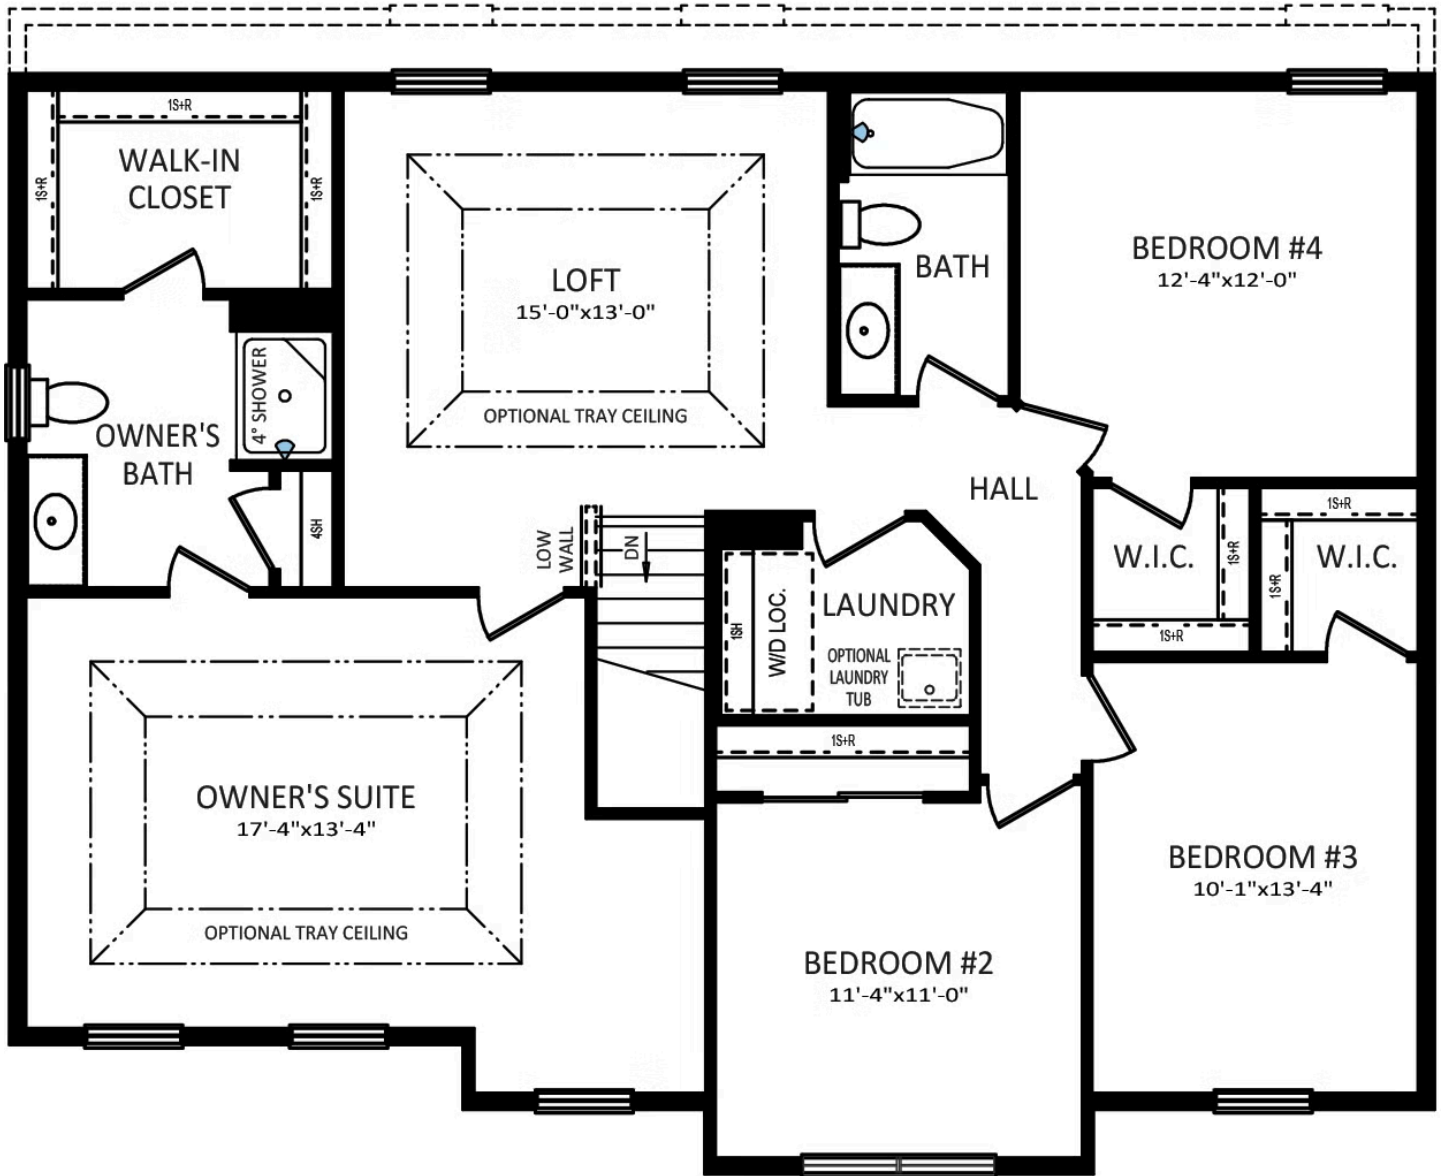 1S+R
1S+R
1S+R
WALK-IN
CLOSET
LOFT
15'-0"x13'-0"
OPTIONAL TRAY CEILING
BATH
BEDROOM #4
12'-4"x12'-0"
4° SHOWER
OWNER'S
BATH
4SH
HALL
LOW
WALL
DN
1SH
W/D LOC.
LAUNDRY
OPTIONAL
LAUNDRY
TUB
W.I.C.
1S+R
1S+R
1S+R
1S+R
W.I.C.
1S+R
OWNER'S SUITE
17'-4"x13'-4"
OPTIONAL TRAY CEILING
BEDROOM #2
11'-4"x11'-0"
BEDROOM #3
10'-1"x13'-4"